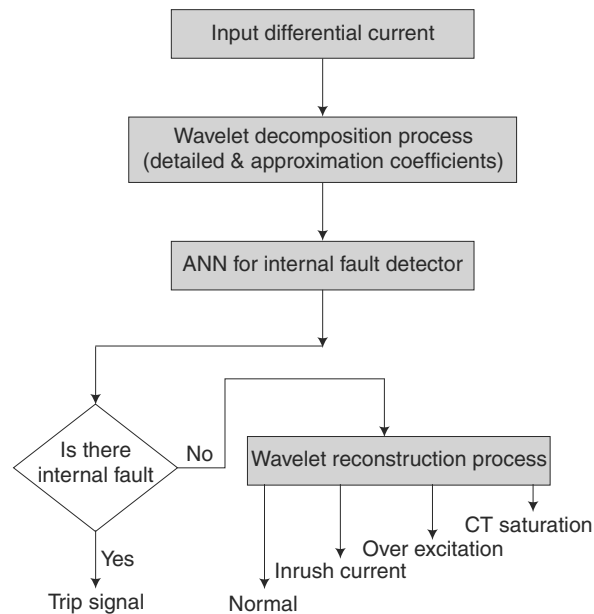 Input differential current
Wavelet decomposition process
(detailed & approximation coefficients)
ANN for internal fault detector
Is there
internal fault
No
Wavelet reconstruction process
Yes
Trip signal
Normal
Inrush current
Over excitation
CT saturation